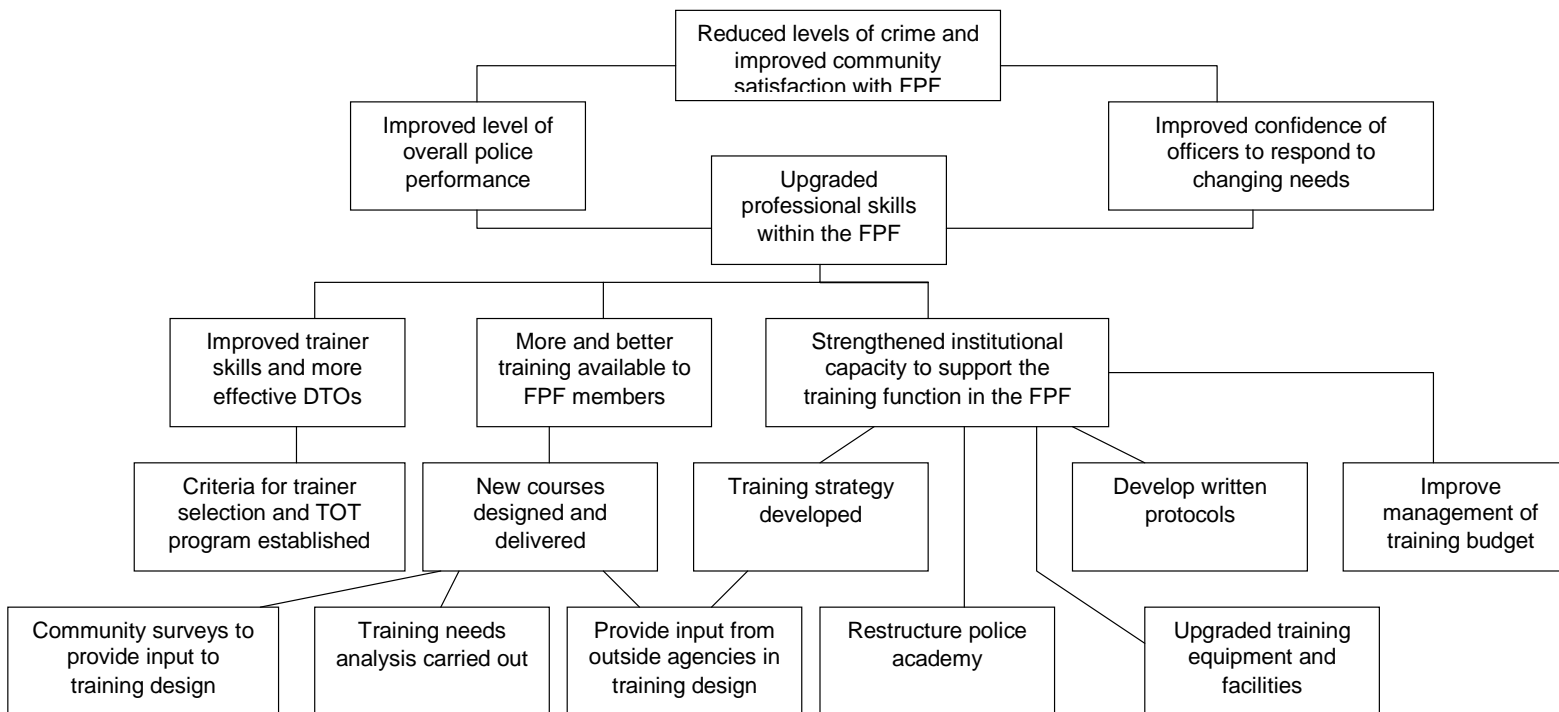 Reduced levels of crime and
improved community
satisfaction with FPF
Improved level of
overall police
performance
Improved confidence of
officers to respond to
changing needs
Upgraded
professional skills
within the FPF
Improved trainer
skills and more
effective DTOs
More and better
training available to
FPF members
Strengthened institutional
capacity to support the
training function in the FPF
Criteria for trainer
selection and TOT
program established
New courses
designed and
delivered
Training strategy
developed
Develop written
protocols
Improve
management of
training budget
Community surveys to
provide input to
training design
Training needs
analysis carried out
Provide input from
outside agencies in
training design
Restructure police
academy
Upgraded training
equipment and
facilities